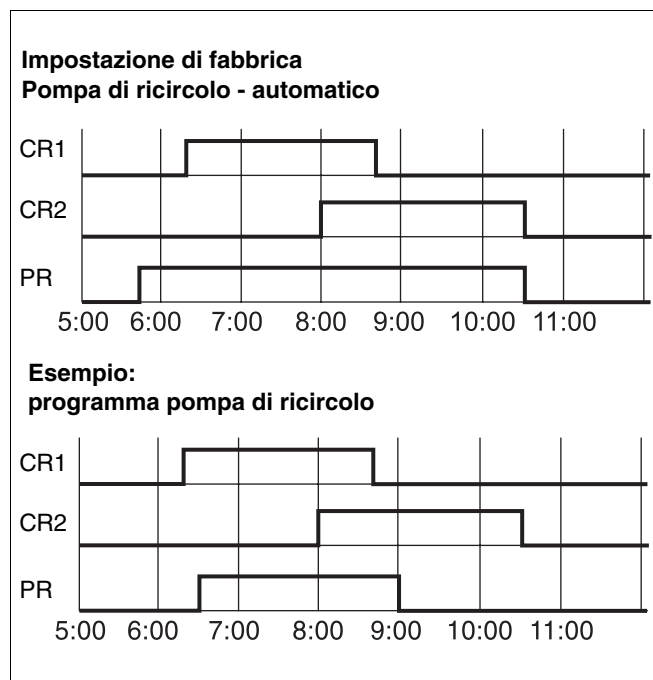 Impostazione di fabbrica
Pompa di ricircolo - automatico
CR1
CR2
PR
5:00 6:00 7:00 8:00 9:00 10:00 11:00
Esempio:
programma pompa di ricircolo
CR1
CR2
PR
5:00 6:00 7:00 8:00 9:00 10:00 11:00